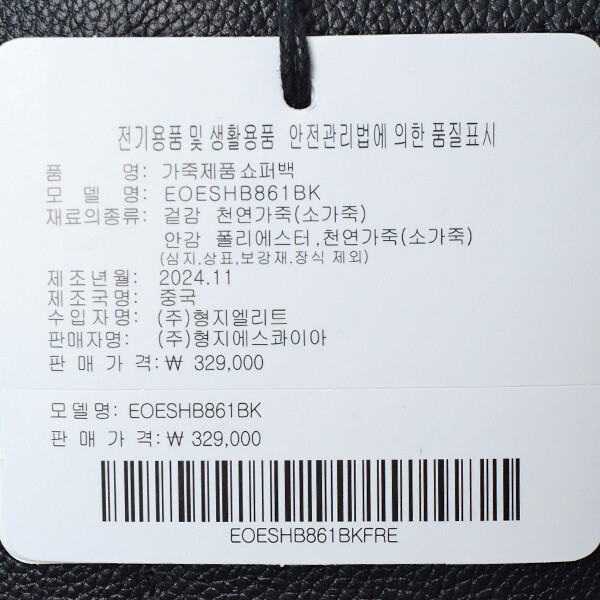 전기용품 및 생활용품 안전관리법에 의한 품질표시
품 명: 가죽제품쇼퍼백
모 델 명: EOESHB861BK
재료의종류: 겉감 천연가죽(소가죽)
안감 폴리에스터,천연가죽(소가죽)
(심지,상표,보강재,장식 제외)
제조년월: 2024.11
제조국명: 중국
수입자명: (주)형지엘리트
판매자명: (주)형지에스콰이아
판 매 가 격:₩ 329,000
모델명: EOESHB861BK
판 매 가 격:₩ 329,000
EOESHB861BKFRE